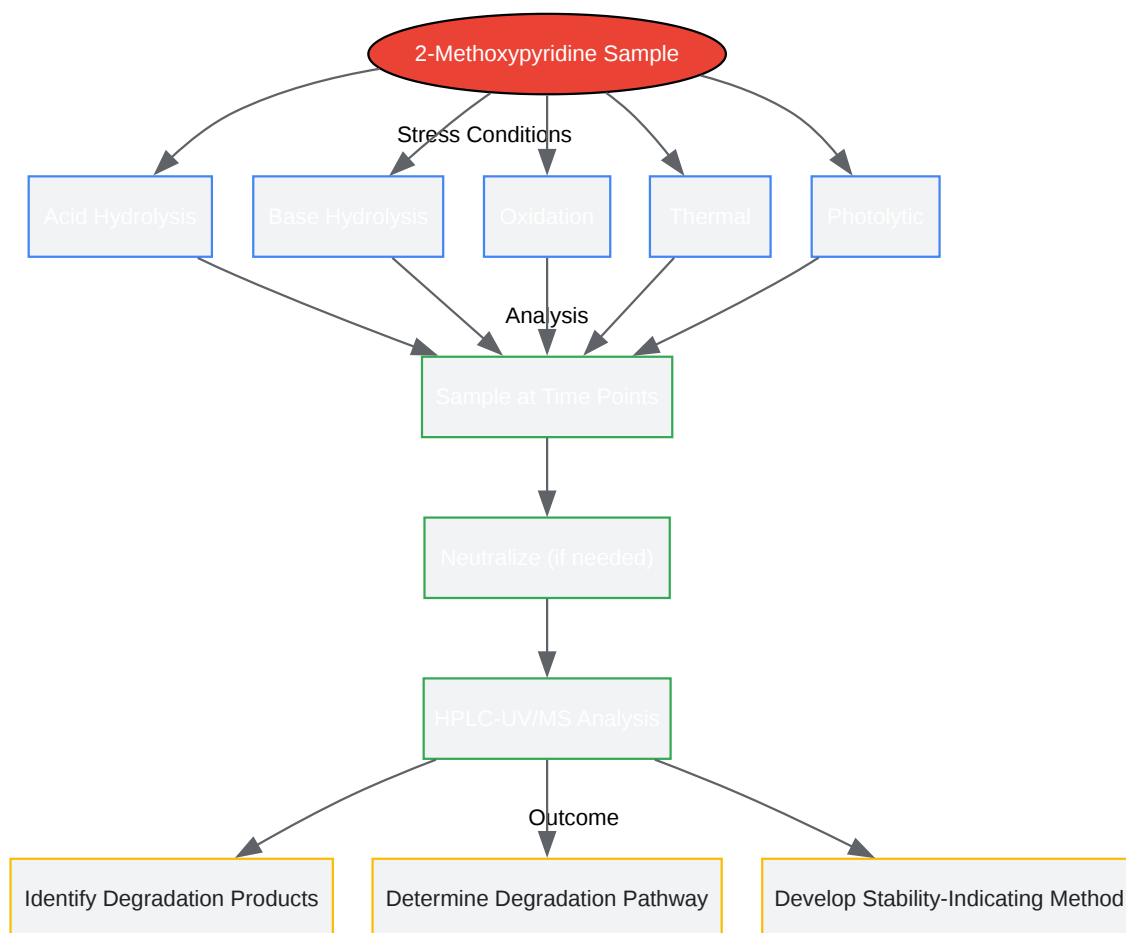 2-Methoxypyridine Sample
Stress Conditions
Acid Hydrolysis
Base Hydrolysis
Oxidation
Thermal
Photolytic
Analysis
Sample at Time Points
Neutralize (if needed)
HPLC-UV/MS Analysis
Outcome
Identify Degradation Products
Determine Degradation Pathway
Develop Stability-Indicating Method